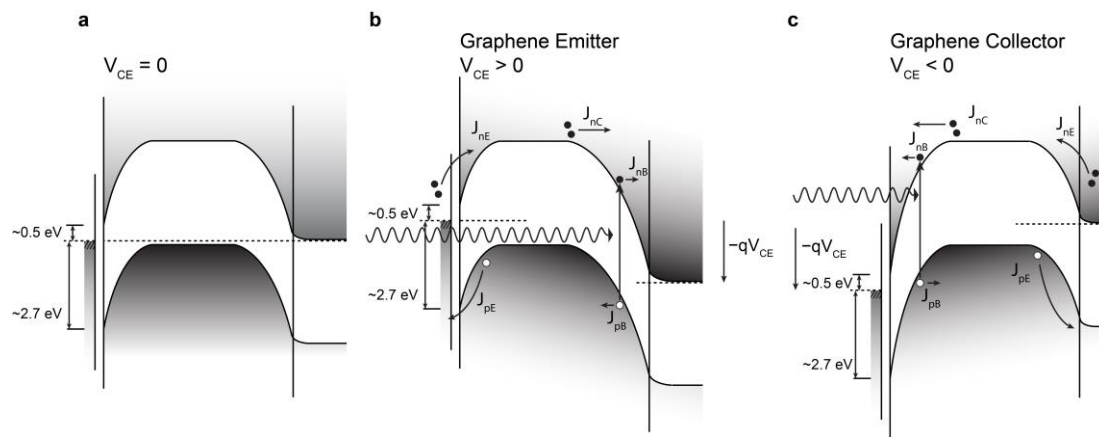 a
V_CE = 0
~0.5 eV
~2.7 eV
b
Graphene Emitter
V_CE > 0
J_nE
J_nC
J_nB
~0.5 eV
~2.7 eV
J_pE
J_pB
−qV_CE
c
Graphene Collector
V_CE < 0
J_nC
J_nB
J_nE
−qV_CE
~0.5 eV
~2.7 eV
J_pB
J_pE